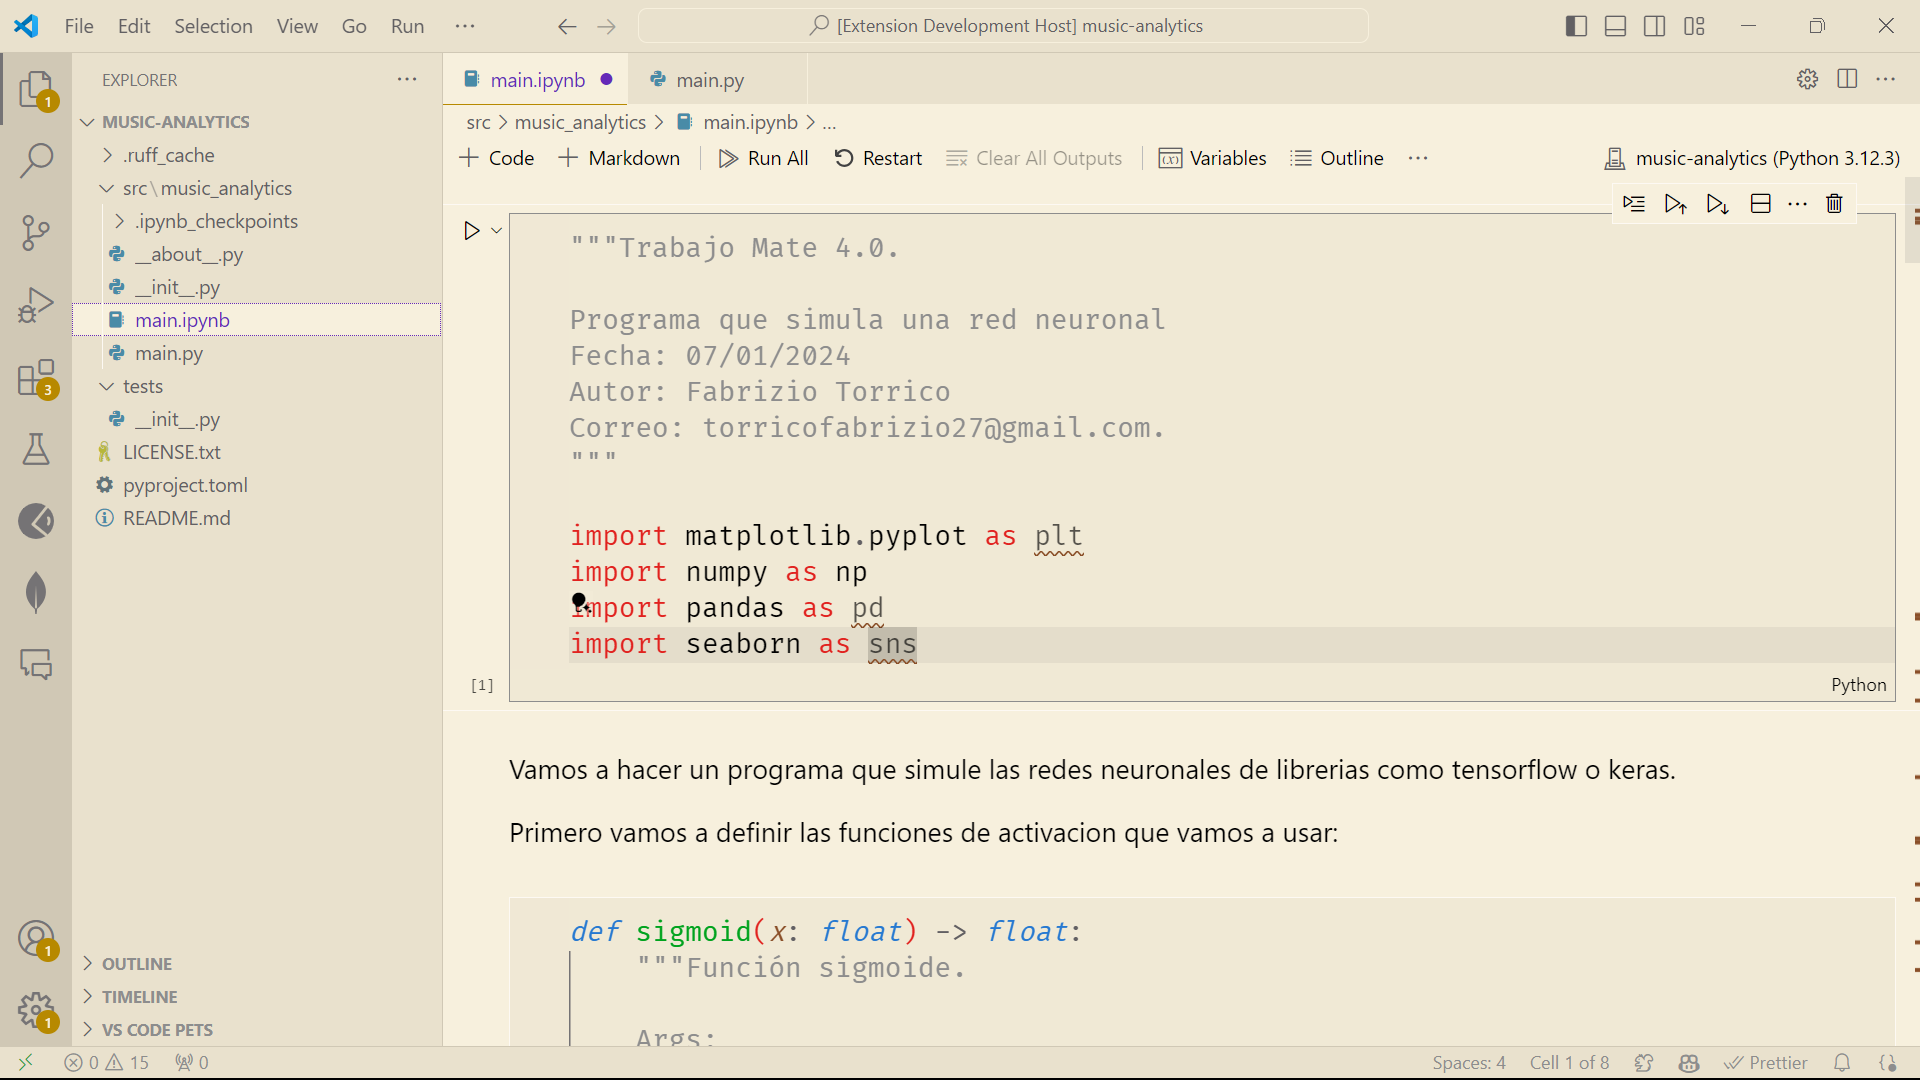 File Edit Selection View Go Run ···
[Extension Development Host] music-analytics
EXPLORER ···
MUSIC-ANALYTICS
.ruff_cache
src\music_analytics
.ipynb_checkpoints
__about__.py
__init__.py
main.ipynb
main.py
tests
__init__.py
LICENSE.txt
pyproject.toml
README.md
OUTLINE
TIMELINE
VS CODE PETS
1
3
1
1
main.ipynb
main.py
src > music_analytics > main.ipynb > ...
+ Code + Markdown Run All Restart Clear All Outputs Variables Outline ··· music-analytics (Python 3.12.3)
"""Trabajo Mate 4.0.
Programa que simula una red neuronal
Fecha: 07/01/2024
Autor: Fabrizio Torrico
Correo: torricofabrizio27@gmail.com.
"""
import matplotlib.pyplot as plt
import numpy as np
import pandas as pd
import seaborn as sns
[1]
Python
Vamos a hacer un programa que simule las redes neuronales de librerias como tensorflow o keras.
Primero vamos a definir las funciones de activacion que vamos a usar:
def sigmoid(x: float) -> float:
"""Función sigmoide.
Args:
0 15 0
Spaces: 4 Cell 1 of 8 Prettier